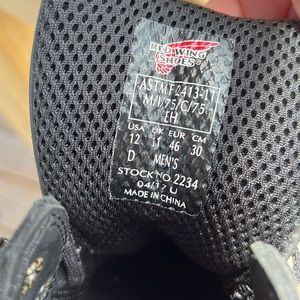 RED WING
SHOES
ASTM F2413-11
M/I/75/C/75
EH
USA UK EUR CM
12 11 46 30
D MEN'S
STOCK NO. 2234
04/17 U
MADE IN CHINA